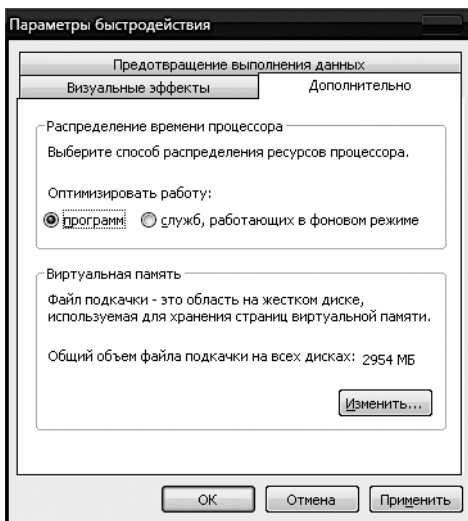 Параметры быстродействия
Предотвращение выполнения данных
Визуальные эффекты
Дополнительно
Распределение времени процессора
Выберите способ распределения ресурсов процессора.
Оптимизировать работу:
программ
служб, работающих в фоновом режиме
Виртуальная память
Файл подкачки - это область на жестком диске,
используемая для хранения страниц виртуальной памяти.
Общий объем файла подкачки на всех дисках: 2954 МБ
Изменить...
ОК
Отмена
Применить